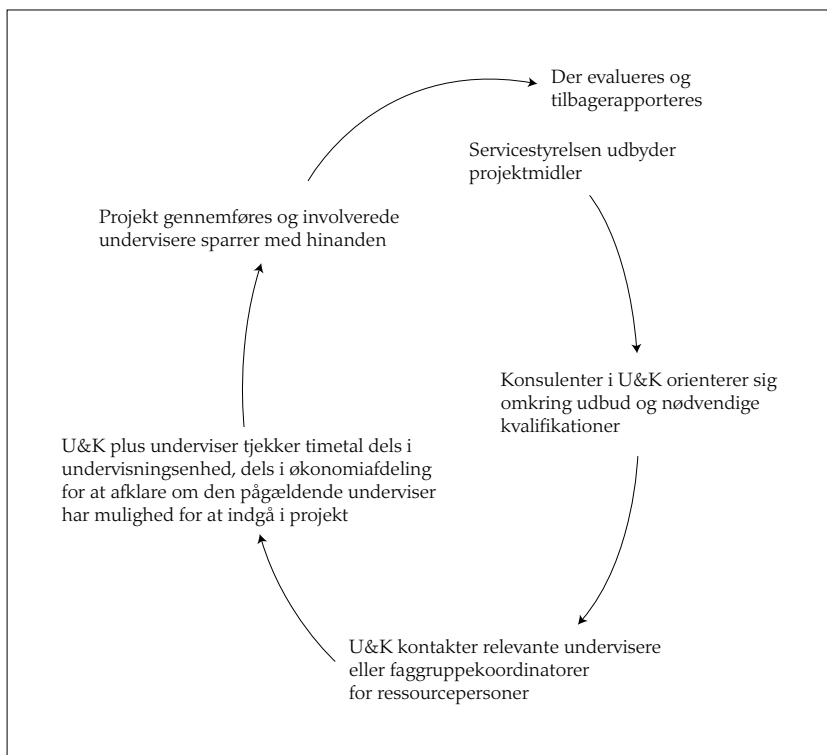 Der evalueres og
tilbagerapporteres
Servicestyrelsen udbyder
projektmidler
Projekt gennemføres og involverede
undervisere sparrer med hinanden
Konsulenter i U&K orienterer sig
omkring udbud og nødvendige
kvalifikationer
U&K plus underviser tjekker timetal dels i
undervisningsenhed, dels i økonomiafdeling
for at afklare om den pågældende underviser
har mulighed for at indgå i projekt
U&K kontakter relevante undervisere
eller faggruppekoordinatorer
for ressourcepersoner